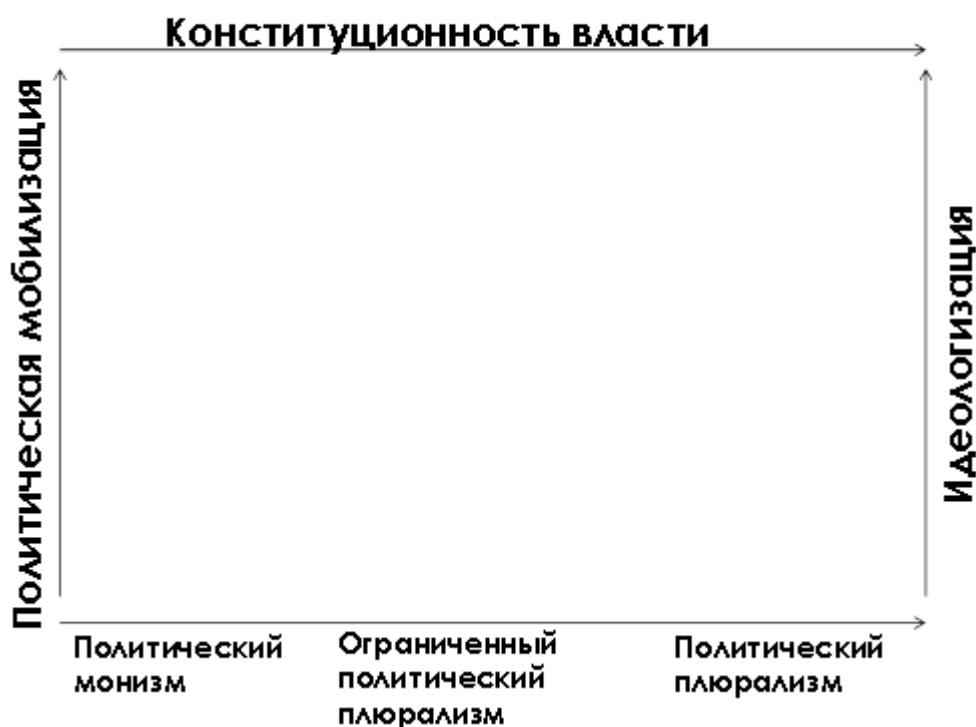 Конституционность власти
Политическая мобилизация
Идеологизация
Политический
монизм
Ограниченный
политический
плюрализм
Политический
плюрализм